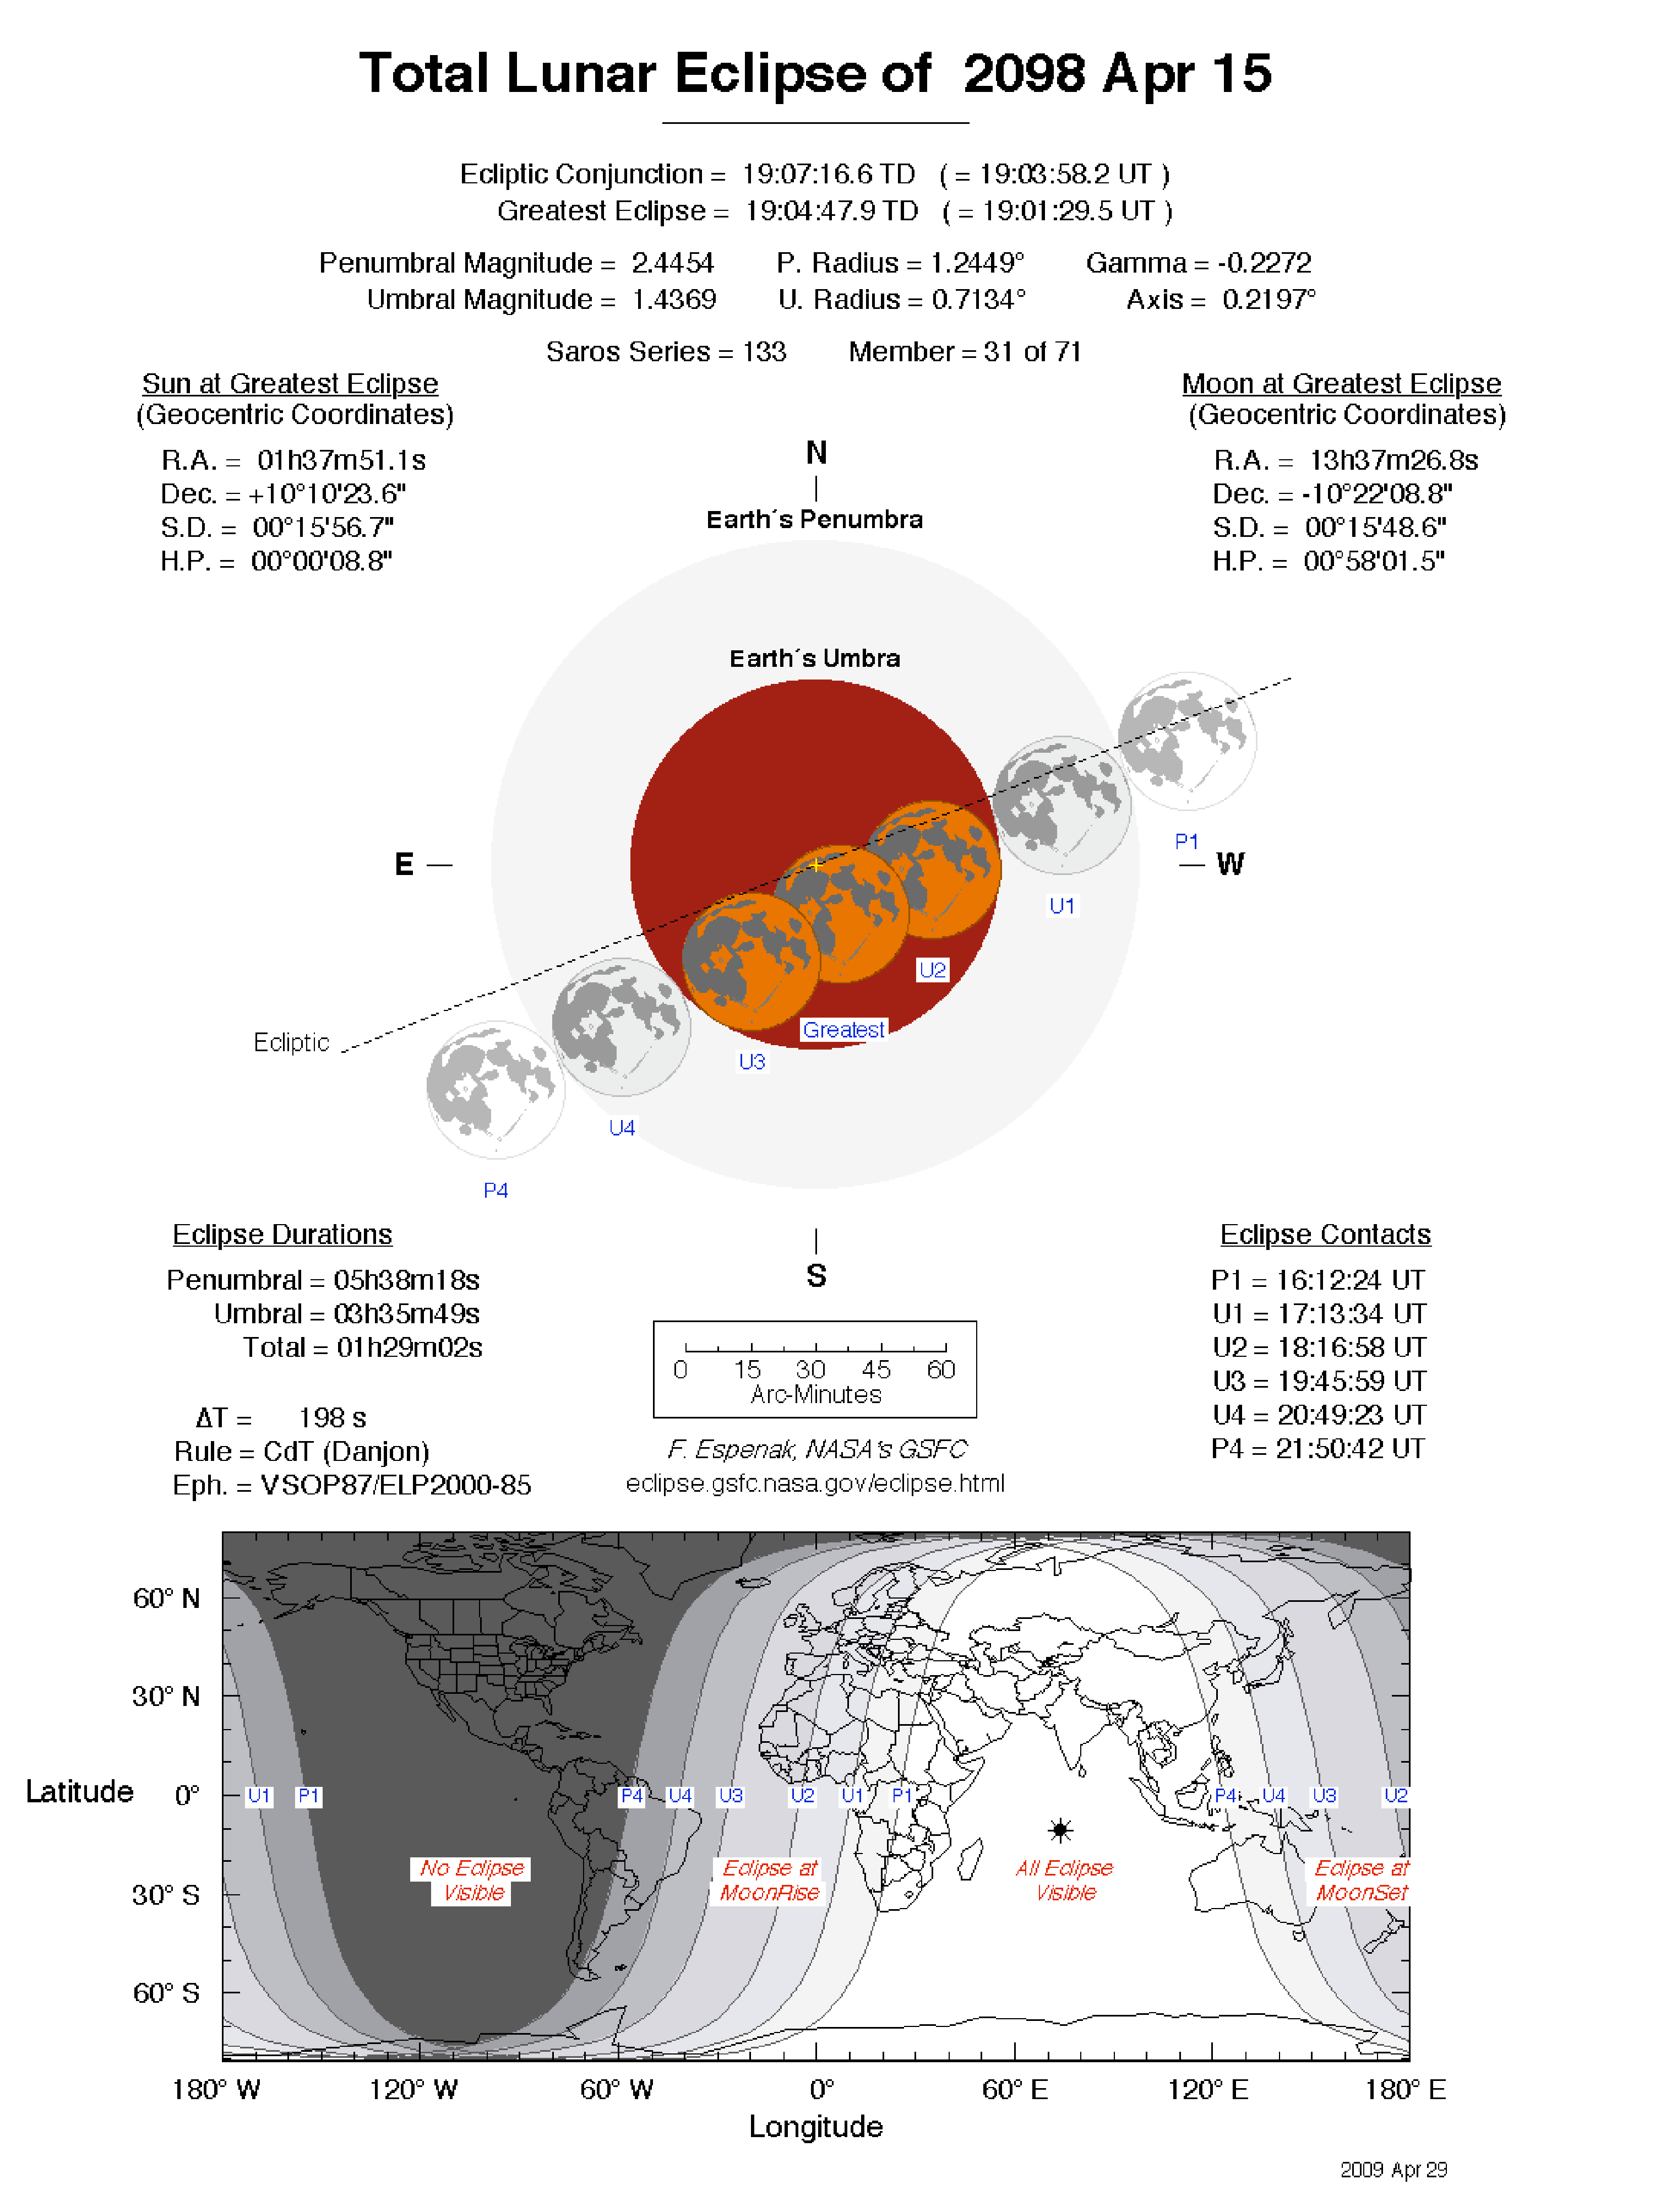 Total Lunar Eclipse of 2098 Apr 15
Ecliptic Conjunction = 19:07:16.6 TD ( = 19:03:58.2 UT )
Greatest Eclipse = 19:04:47.9 TD ( = 19:01:29.5 UT )
Penumbral Magnitude = 2.4454 P. Radius = 1.2449° Gamma = -0.2272
Umbral Magnitude = 1.4369 U. Radius = 0.7134° Axis = 0.2197°
Saros Series = 133 Member = 31 of 71
Sun at Greatest Eclipse
(Geocentric Coordinates)
R.A. = 01h37m51.1s
Dec. = +10°10'23.6"
S.D. = 00°15'56.7"
H.P. = 00°00'08.8"
Moon at Greatest Eclipse
(Geocentric Coordinates)
R.A. = 13h37m26.8s
Dec. = -10°22'08.8"
S.D. = 00°15'48.6"
H.P. = 00°58'01.5"
N
Earth´s Penumbra
Earth´s Umbra
P1
E
W
U1
U2
Greatest
Ecliptic
U3
U4
P4
S
Eclipse Durations
Penumbral = 05h38m18s
Umbral = 03h35m49s
Total = 01h29m02s
ΔT = 198 s
Rule = CdT (Danjon)
Eph. = VSOP87/ELP2000-85
0 15 30 45 60
Arc-Minutes
F. Espenak, NASA's GSFC
eclipse.gsfc.nasa.gov/eclipse.html
Eclipse Contacts
P1 = 16:12:24 UT
U1 = 17:13:34 UT
U2 = 18:16:58 UT
U3 = 19:45:59 UT
U4 = 20:49:23 UT
P4 = 21:50:42 UT
60° N
30° N
Latitude 0°
30° S
60° S
U1 P1 P4 U4 U3 U2 U1 P1 P4 U4 U3 U2
No Eclipse
Visible
Eclipse at
MoonRise
All Eclipse
Visible
Eclipse at
MoonSet
180° W 120° W 60° W 0° 60° E 120° E 180° E
Longitude
2009 Apr 29